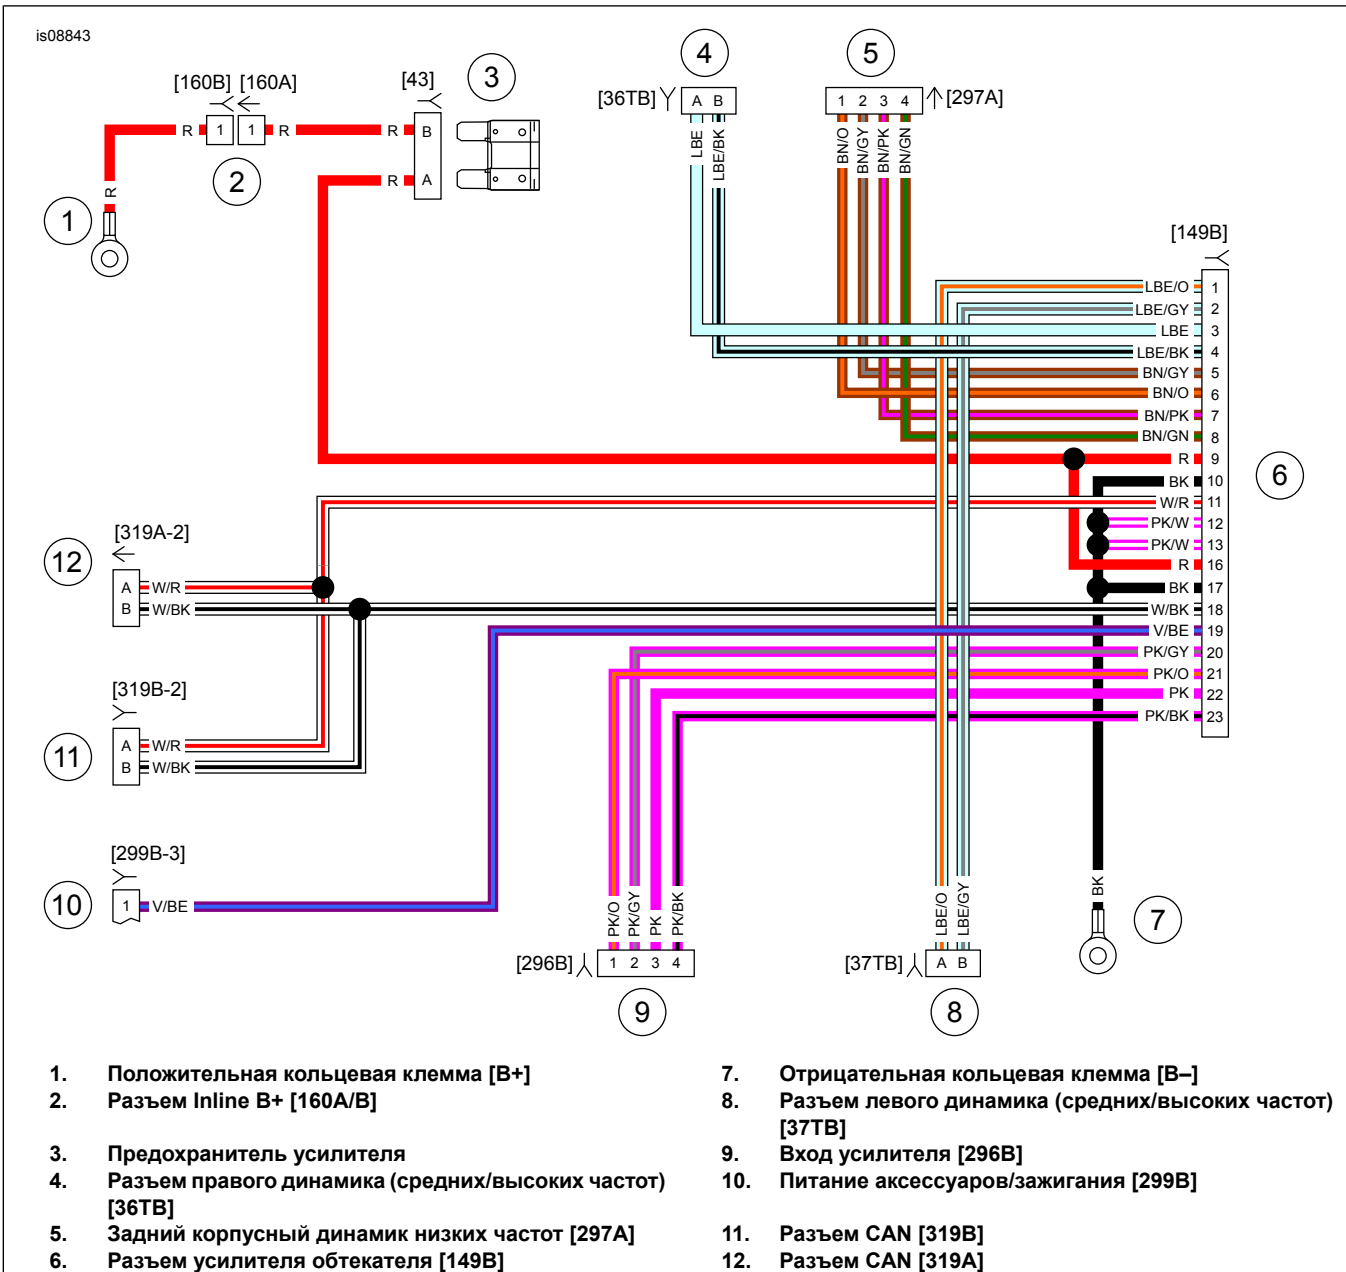 is08843
[160B] [160A]
[43]
3
4
5
[36TB] A B
1 2 3 4 [297A]
R 1 1 R
R B
R A
R
1
2
LBE
LBE/BK
BN/O
BN/GY
BN/PK
BN/GN
[149B]
LBE/O 1
LBE/GY 2
LBE 3
LBE/BK 4
BN/GY 5
BN/O 6
BN/PK 7
BN/GN 8
R 9
BK 10
W/R 11
PK/W 12
PK/W 13
R 16
BK 17
W/BK 18
V/BE 19
PK/GY 20
PK/O 21
PK 22
PK/BK 23
6
[319A-2]
12
A W/R
B W/BK
[319B-2]
11
A W/R
B W/BK
[299B-3]
10
1 V/BE
PK/O
PK/GY
PK
PK/BK
[296B] 1 2 3 4
9
LBE/O
LBE/GY
[37TB] A B
8
BK
7
1. Положительная кольцевая клемма [B+]
2. Разъем Inline B+ [160A/B]
3. Предохранитель усилителя
4. Разъем правого динамика (средних/высоких частот)
[36TB]
5. Задний корпусный динамик низких частот [297A]
6. Разъем усилителя обтекателя [149B]
7. Отрицательная кольцевая клемма [B–]
8. Разъем левого динамика (средних/высоких частот)
[37TB]
9. Вход усилителя [296B]
10. Питание аксессуаров/зажигания [299B]
11. Разъем CAN [319B]
12. Разъем CAN [319A]